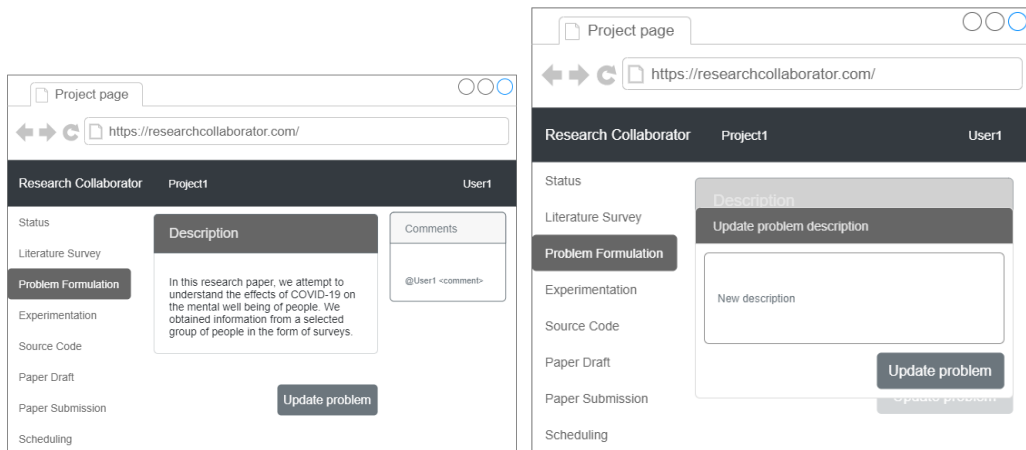 Project page
https://researchcollaborator.com/
Research Collaborator Project1 User1
Status
Literature Survey
Problem Formulation
Experimentation
Source Code
Paper Draft
Paper Submission
Scheduling
Description
In this research paper, we attempt to
understand the effects of COVID-19 on
the mental well being of people. We
obtained information from a selected
group of people in the form of surveys.
Update problem
Comments
@User1 <comment>
Project page
https://researchcollaborator.com/
Research Collaborator Project1 User1
Status
Literature Survey
Problem Formulation
Experimentation
Source Code
Paper Draft
Paper Submission
Scheduling
Description
Update problem description
New description
Update problem
Update problem